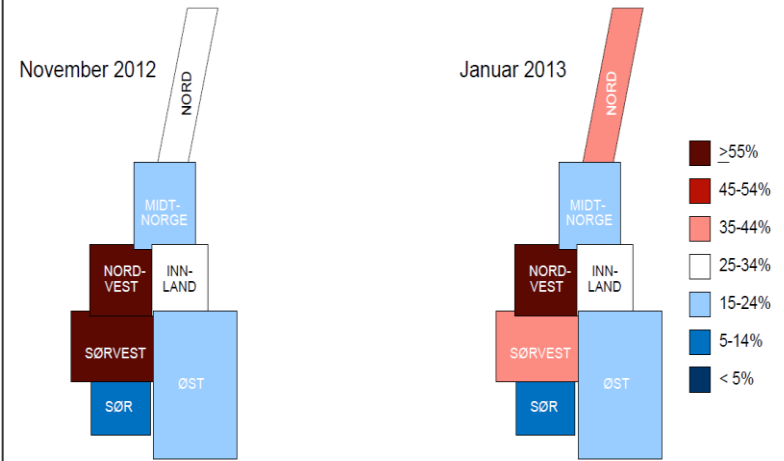 November 2012
NORD
MIDT-
NORGE
NORD-
VEST
INN-
LAND
SØRVEST
ØST
SØR
Januar 2013
NORD
MIDT-
NORGE
NORD-
VEST
INN-
LAND
SØRVEST
ØST
SØR
>55%
45-54%
35-44%
25-34%
15-24%
5-14%
< 5%